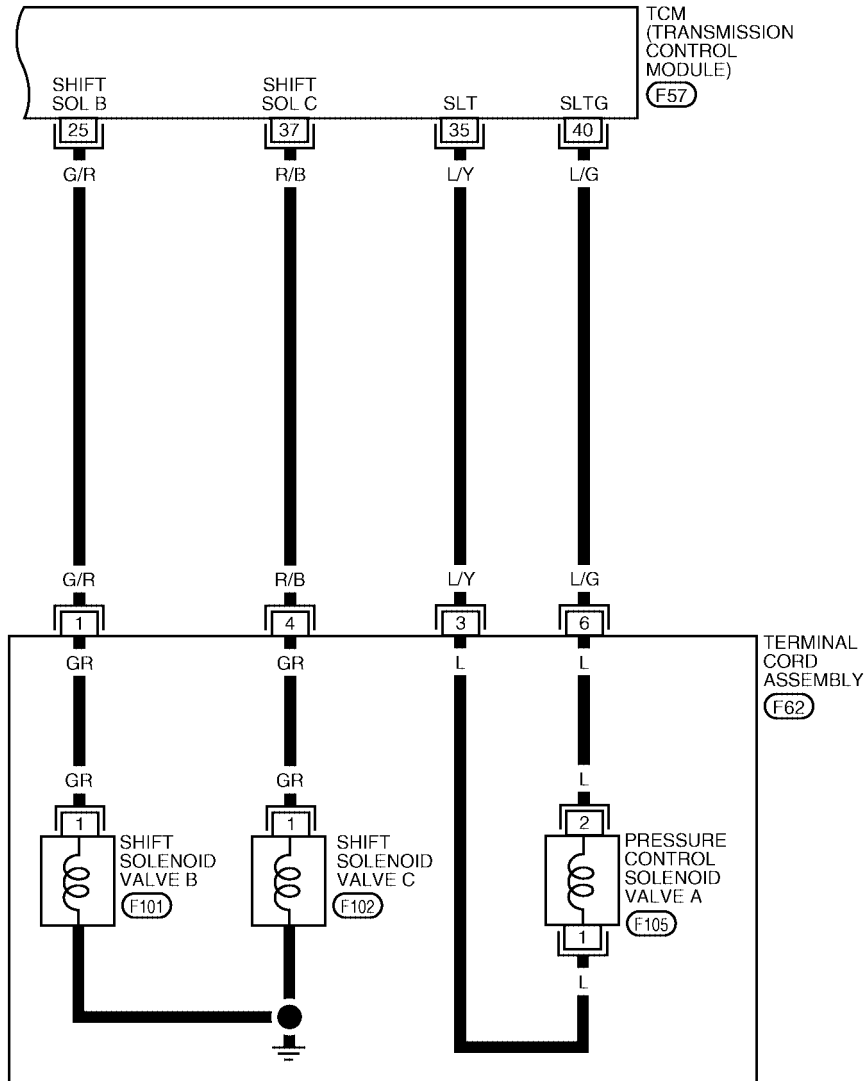 TCM
(TRANSMISSION
CONTROL
MODULE)
F57
SHIFT
SOL B
SHIFT
SOL C
SLT
SLTG
25
37
35
40
G/R
R/B
L/Y
L/G
G/R
R/B
L/Y
L/G
1
4
3
6
TERMINAL
CORD
ASSEMBLY
F62
GR
GR
L
L
GR
GR
L
1
1
2
SHIFT
SOLENOID
VALVE B
F101
SHIFT
SOLENOID
VALVE C
F102
PRESSURE
CONTROL
SOLENOID
VALVE A
F105
1
L